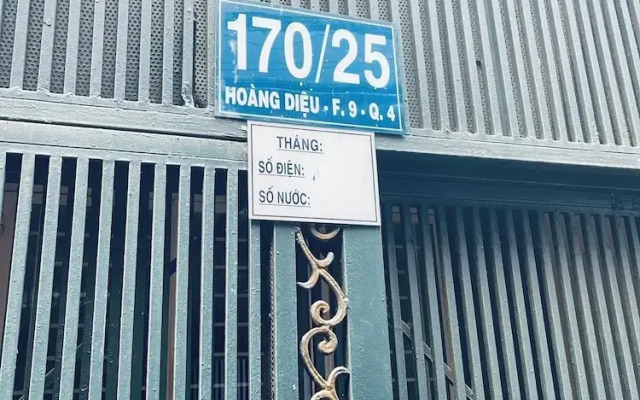 170/25
HOÀNG DIỆU - F. 9 - Q. 4
THÁNG:
SỐ ĐIỆN:
SỐ NƯỚC: